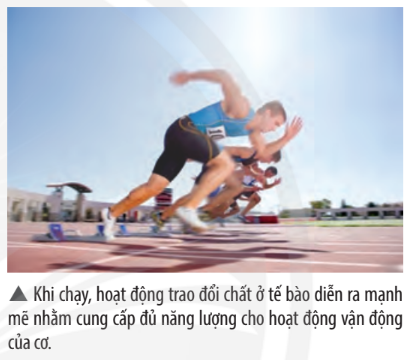 ▲ Khi chạy, hoạt động trao đổi chất ở tế bào diễn ra mạnh
mẽ nhằm cung cấp đủ năng lượng cho hoạt động vận động
của cơ.